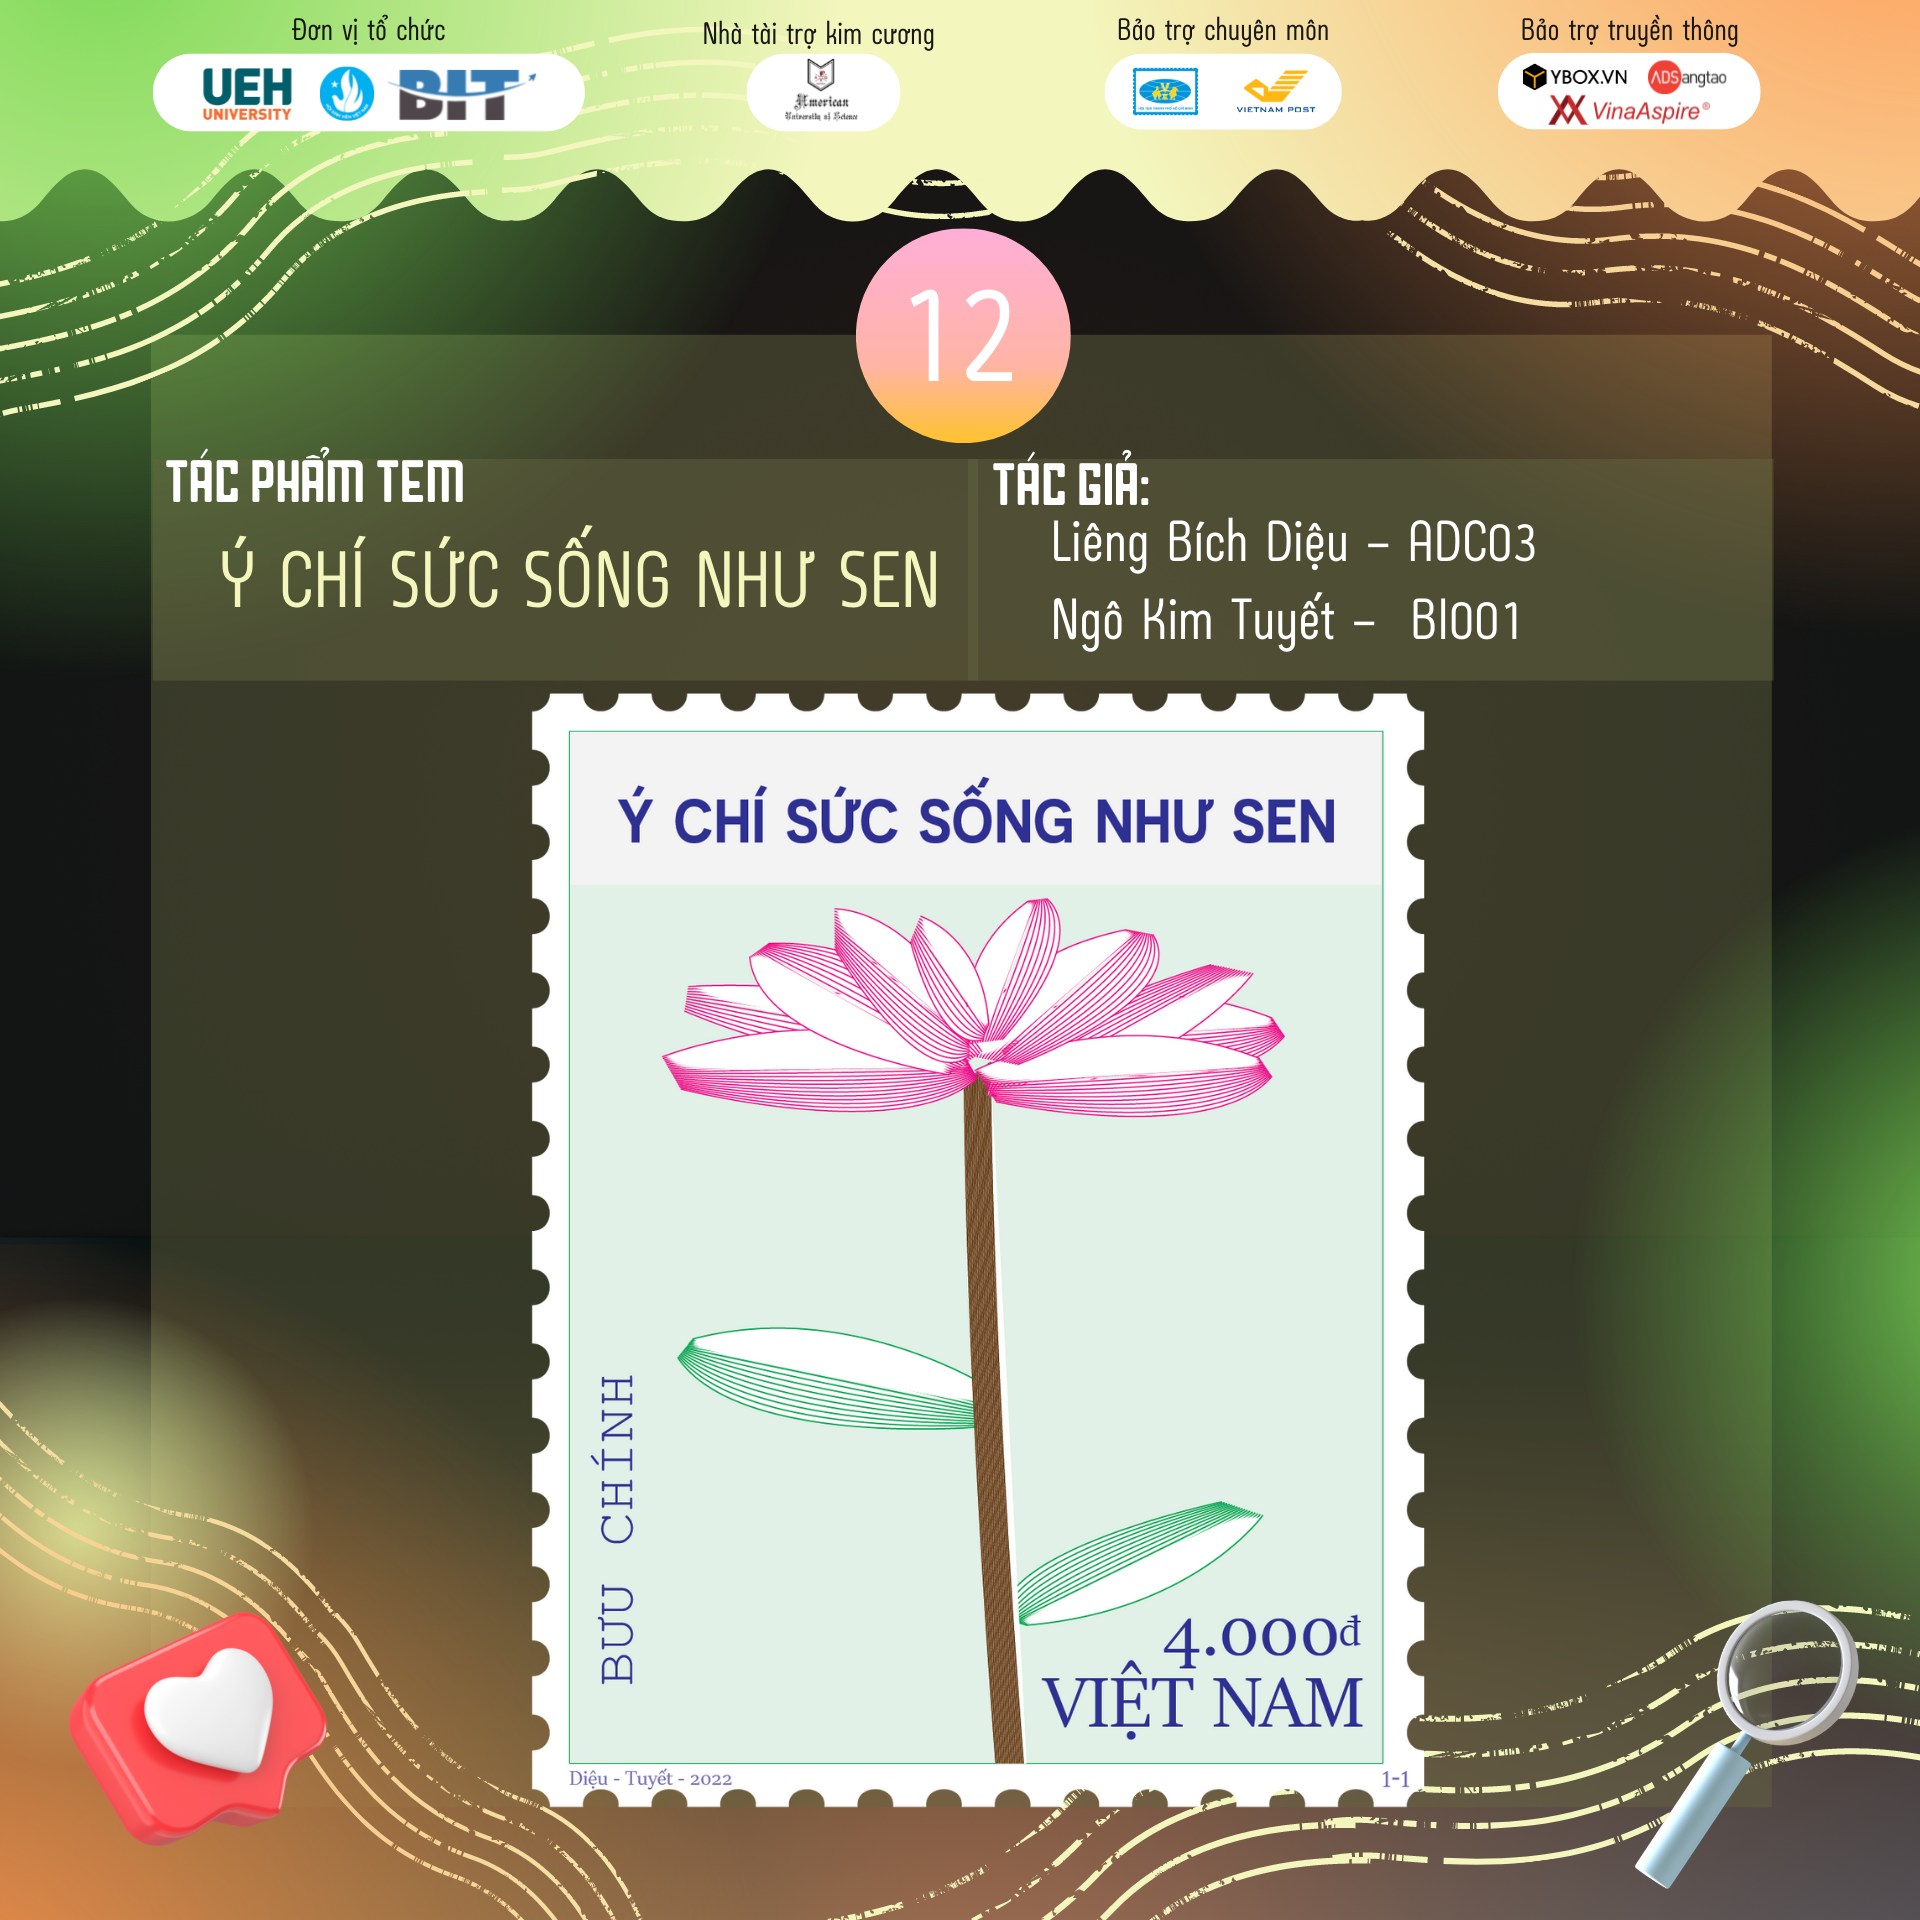 Đơn vị tổ chức
Nhà tài trợ kim cương
Bảo trợ chuyên môn
Bảo trợ truyền thông
UEH
UNIVERSITY
BIT
American
University of Science
VIETNAM POST
YBOX.VN
ADSangtao
VinaAspire®
12
TÁC PHẨM TEM
Ý CHÍ SỨC SỐNG NHƯ SEN
TÁC GIẢ:
Liêng Bích Diệu – ADC03
Ngô Kim Tuyết – BI001
Ý CHÍ SỨC SỐNG NHƯ SEN
BƯU CHÍNH
4.000đ
VIỆT NAM
Diệu - Tuyết - 2022
1-1